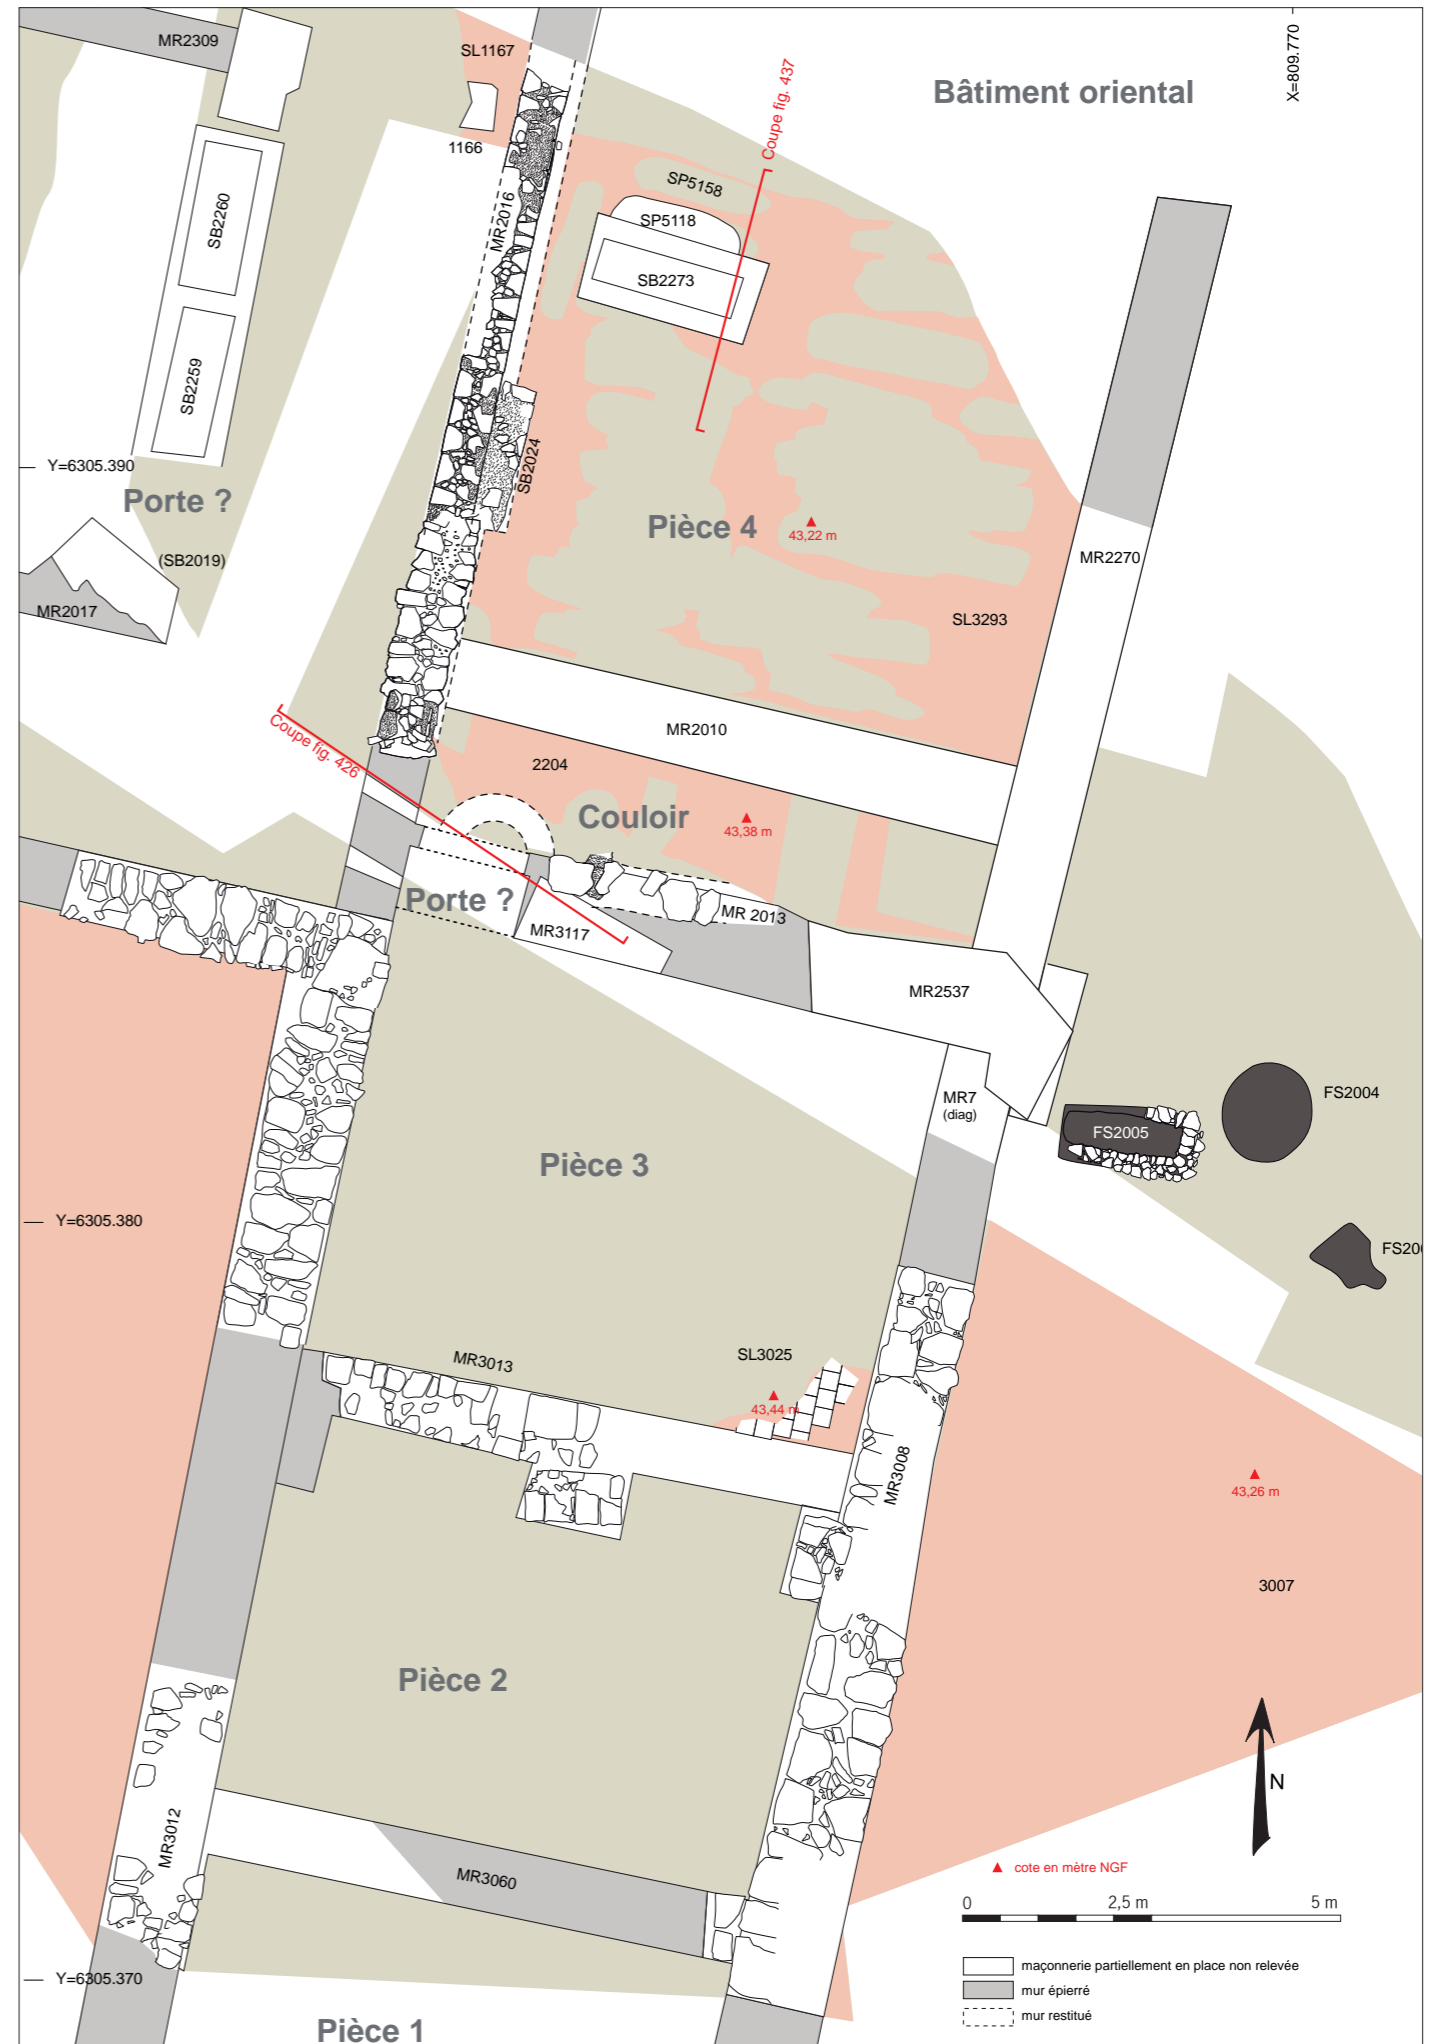 MR2309
SL1167
Coupe fig. 437
Bâtiment oriental
X=809.770
1166
SP5158
SB2260
MR2016
SP5118
SB2273
SB2259
Y=6305.390
SB2024
Porte ?
Pièce 4
43,22 m
(SB2019)
MR2270
MR2017
SL3293
MR2010
Coupe fig. 426
2204
Couloir
43,38 m
Porte ?
MR 2013
MR3117
MR2537
MR7
(diag)
FS2004
FS2005
Pièce 3
Y=6305.380
SL3025
MR3013
43,44 m
MR3008
43,26 m
3007
Pièce 2
N
MR3012
cote en mètre NGF
MR3060
0 2,5 m 5 m
maçonnerie partiellement en place non relevée
Y=6305.370
mur épierré
mur restitué
Pièce 1